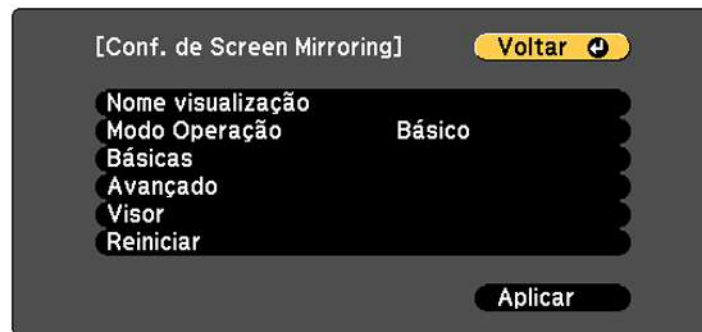 [Conf. de Screen Mirroring] Voltar
Nome visualização
Modo Operação Básico
Básicas
Avançado
Visor
Reiniciar
Aplicar